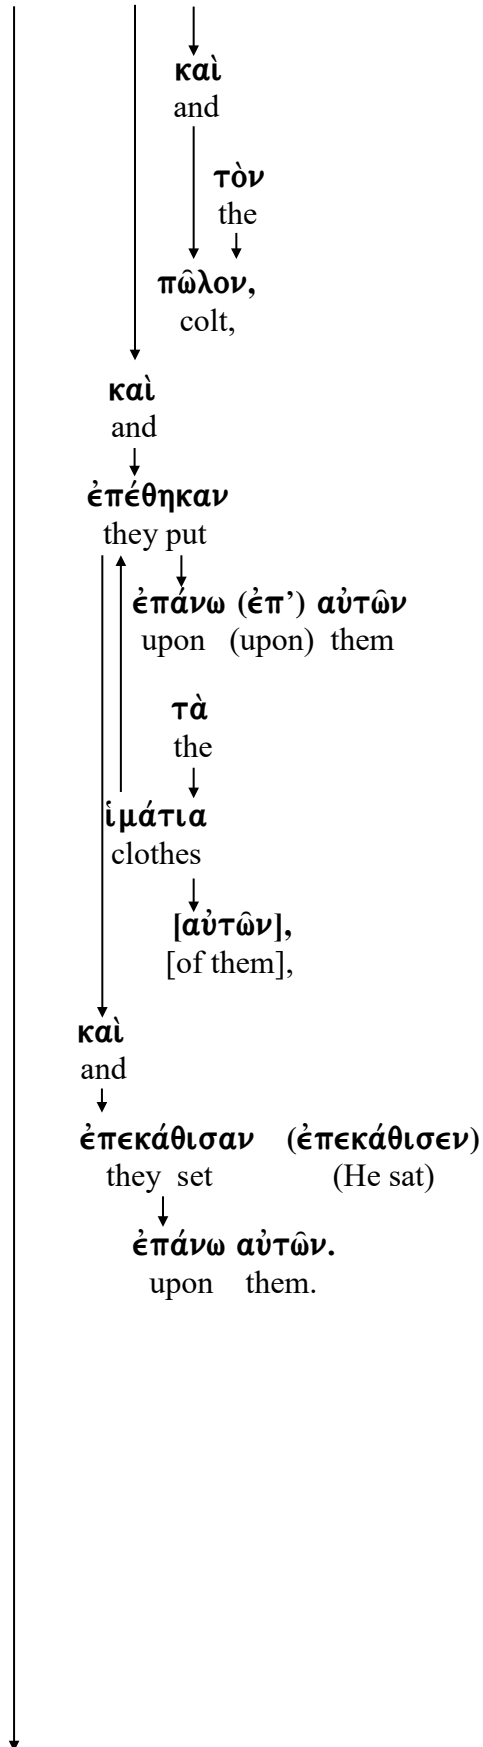 καὶ
and
τὸν
the
πῶλον,
colt,
καὶ
and
ἐπέθηκαν
they put
ἐπάνω (ἐπ’) αὐτῶν
upon (upon) them
τὰ
the
ἱμάτια
clothes
[αὐτῶν],
[of them],
καὶ
and
ἐπεκάθισαν (ἐπεκάθισεν)
they set (He sat)
ἐπάνω αὐτῶν.
upon them.